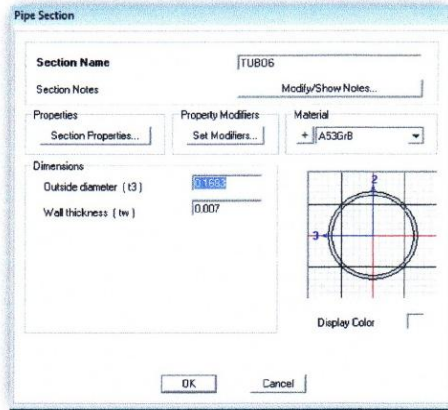 Pipe Section
Section Name TUBO6
Section Notes Modify/Show Notes...
Properties Property Modifiers Material
Section Properties... Set Modifiers... + A53GrB
Dimensions
Outside diameter ( t3 ) 0.1683
Wall thickness ( tw ) 0.007
2
3
Display Color
OK Cancel